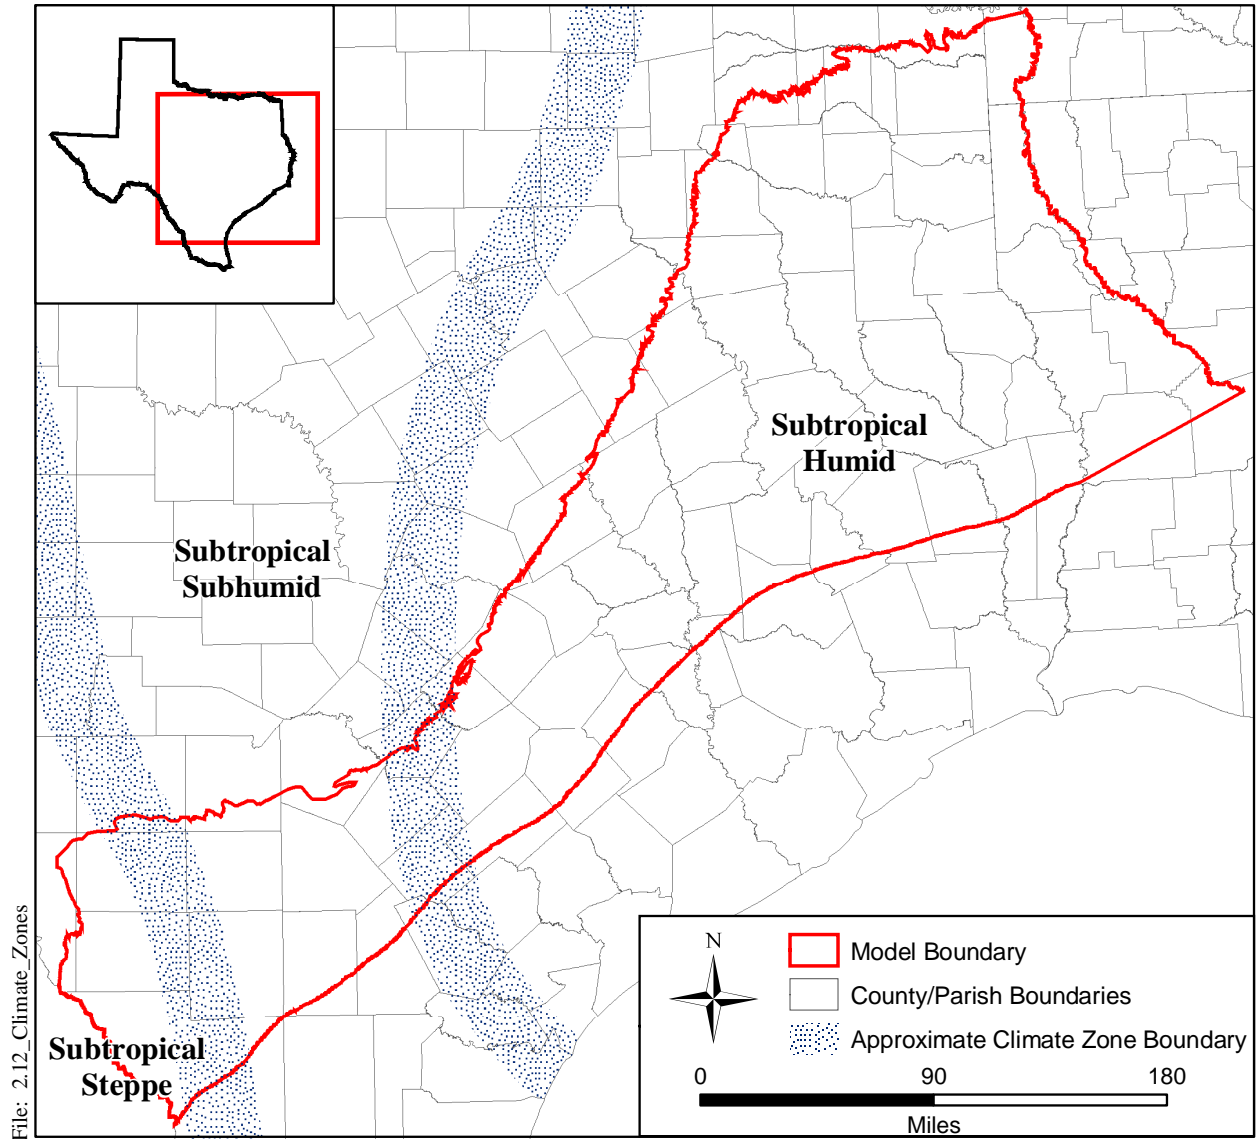 Subtropical
Humid
Subtropical
Subhumid
Subtropical
Steppe
File: 2.12_Climate_Zones
N
Model Boundary
County/Parish Boundaries
Approximate Climate Zone Boundary
0 90 180
Miles